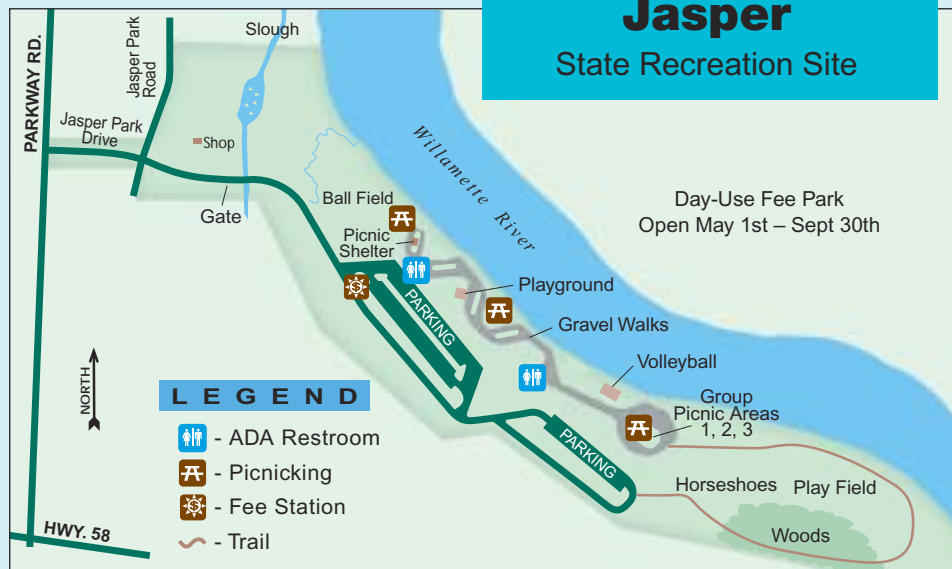 Jasper
State Recreation Site
Slough
PARKWAY RD.
Jasper Park
Road
Jasper Park
Drive
Shop
Gate
Willamette River
Ball Field
Day-Use Fee Park
Open May 1st – Sept 30th
Picnic
Shelter
Playground
PARKING
Gravel Walks
Volleyball
Group
Picnic Areas
1, 2, 3
NORTH
PARKING
Horseshoes
Play Field
Woods
LEGEND
- ADA Restroom
- Picnicking
- Fee Station
- Trail
HWY. 58